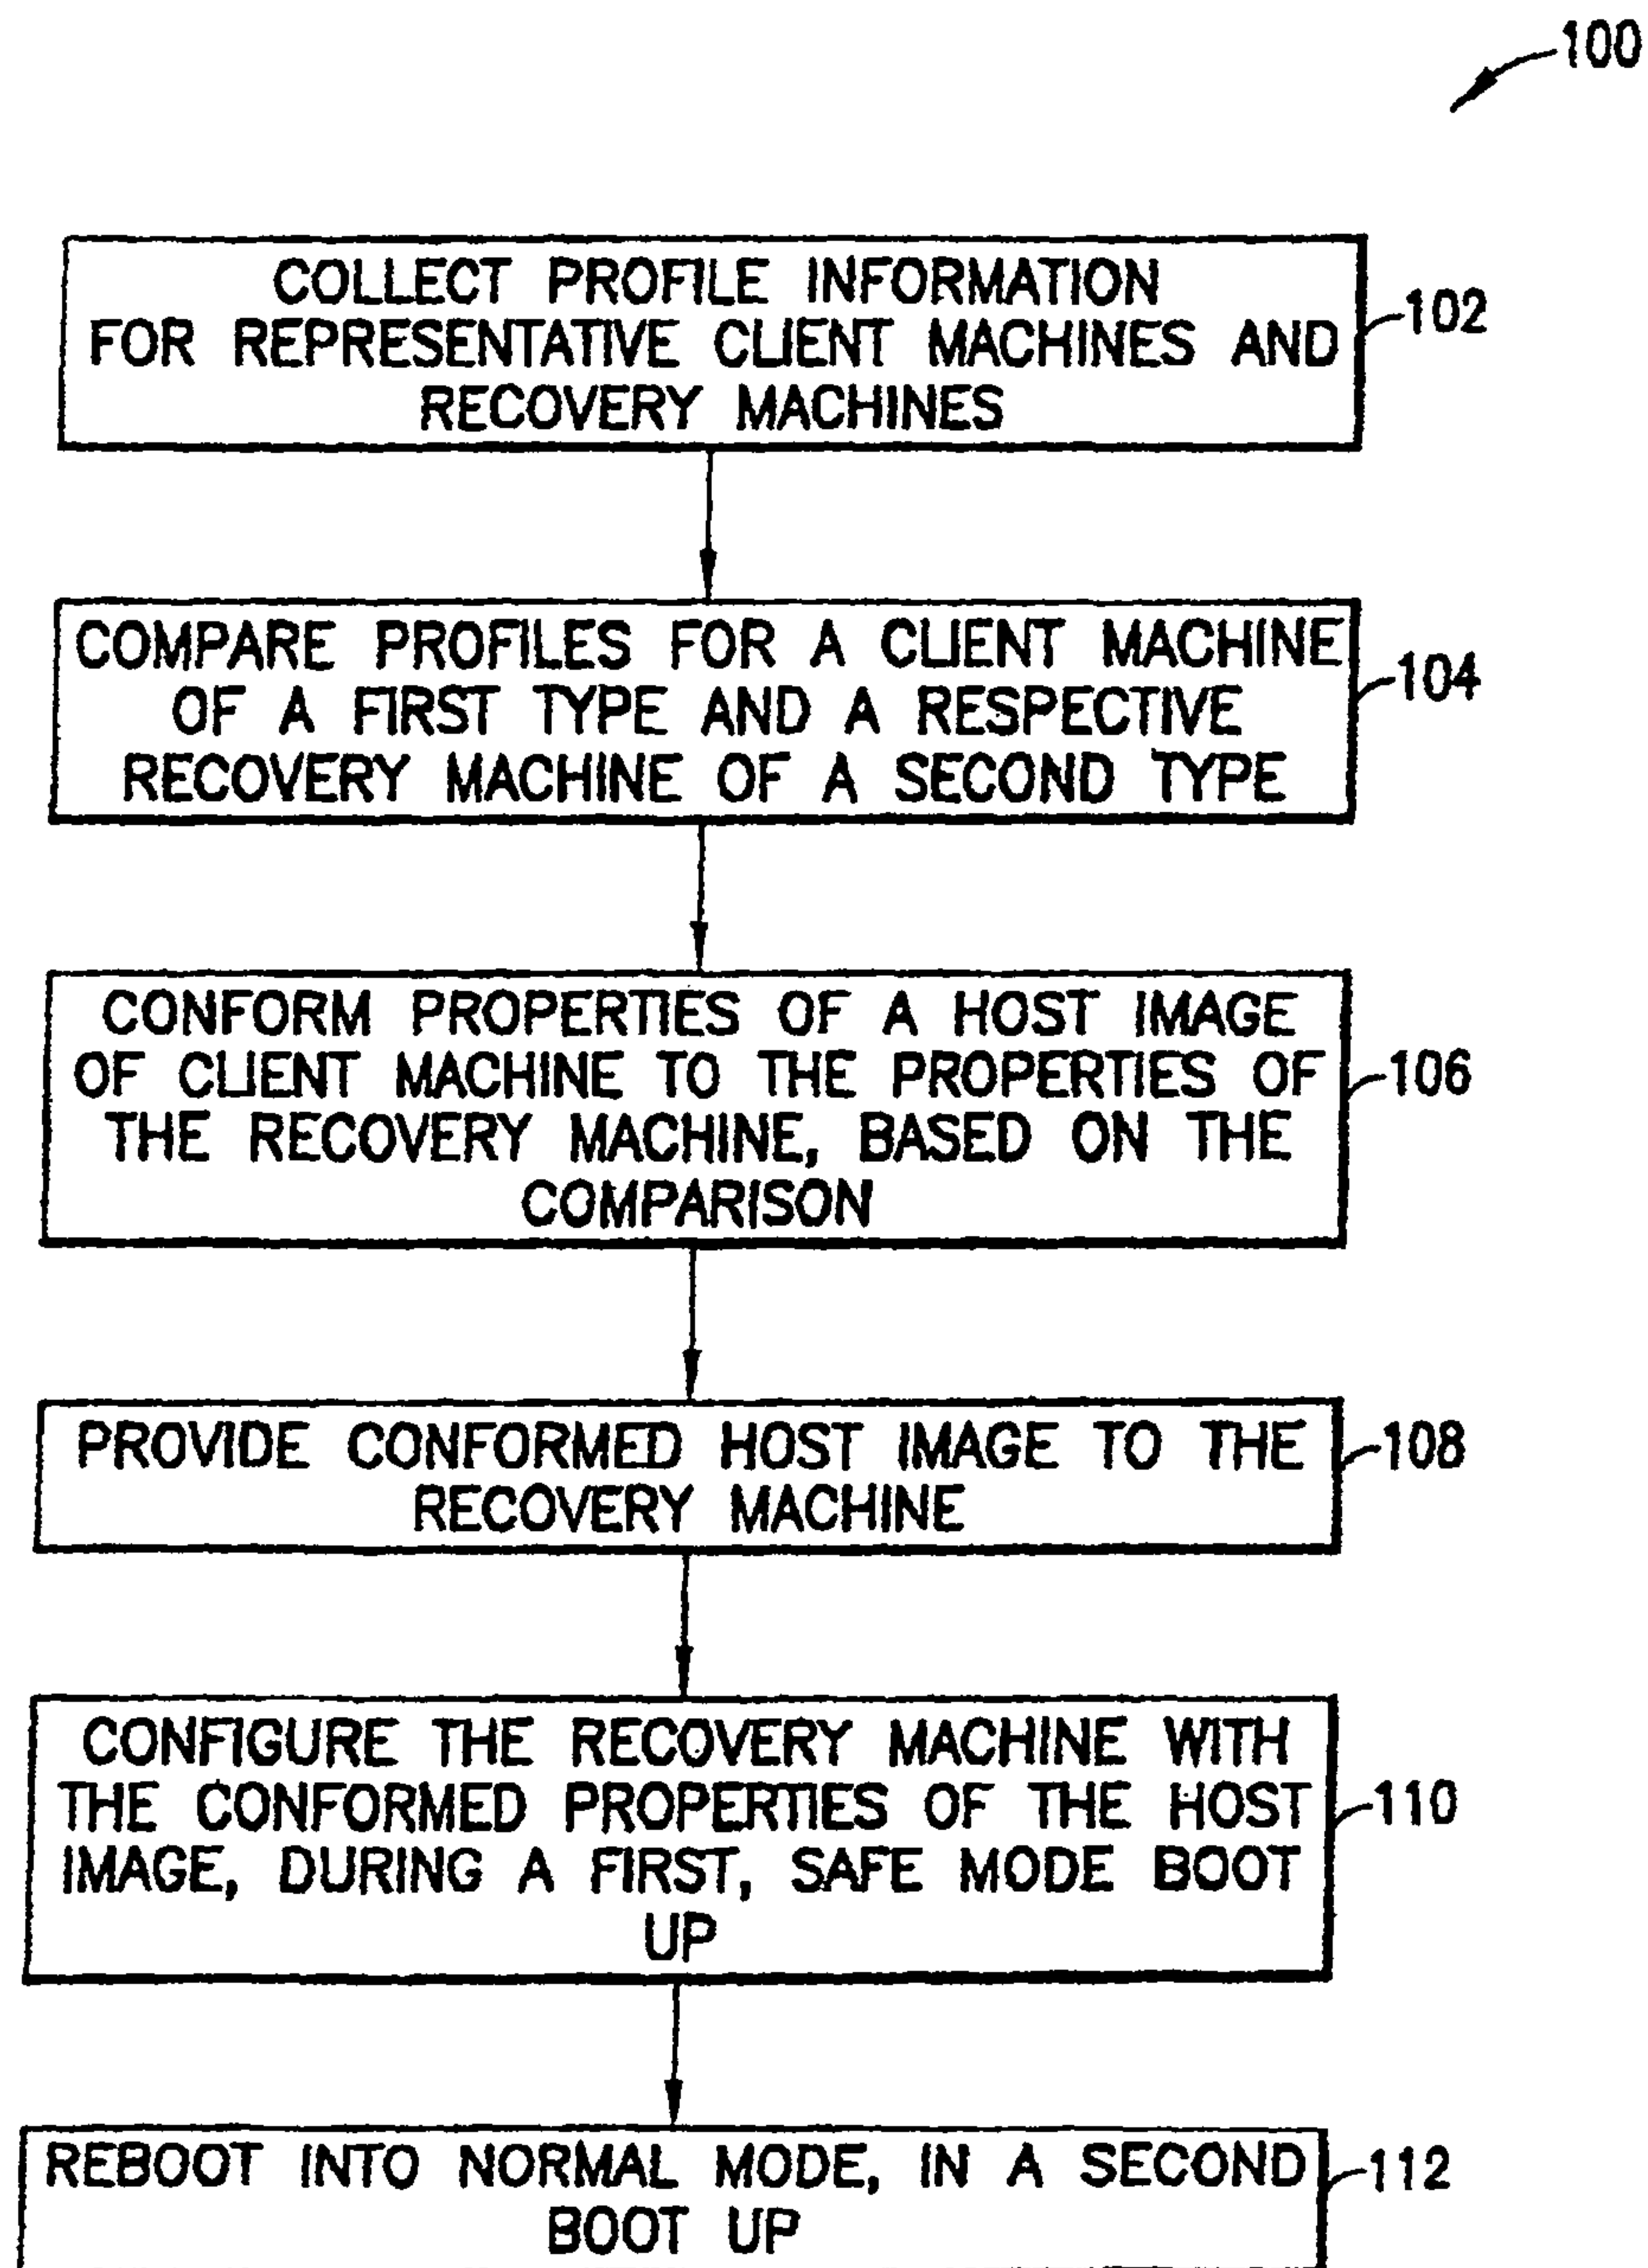 100
COLLECT PROFILE INFORMATION
FOR REPRESENTATIVE CLIENT MACHINES AND
RECOVERY MACHINES
102
COMPARE PROFILES FOR A CLIENT MACHINE
OF A FIRST TYPE AND A RESPECTIVE
RECOVERY MACHINE OF A SECOND TYPE
104
CONFORM PROPERTIES OF A HOST IMAGE
OF CLIENT MACHINE TO THE PROPERTIES OF
THE RECOVERY MACHINE, BASED ON THE
COMPARISON
106
PROVIDE CONFORMED HOST IMAGE TO THE
RECOVERY MACHINE
108
CONFIGURE THE RECOVERY MACHINE WITH
THE CONFORMED PROPERTIES OF THE HOST
IMAGE, DURING A FIRST, SAFE MODE BOOT
UP
110
REBOOT INTO NORMAL MODE, IN A SECOND
BOOT UP
112